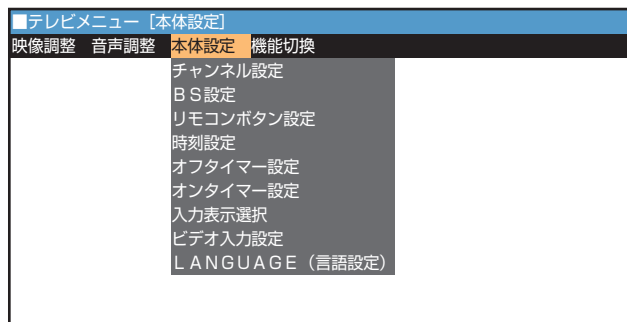 ■テレビメニュー［本体設定］
映像調整 音声調整 本体設定 機能切換
チャンネル設定
ＢＳ設定
リモコンボタン設定
時刻設定
オフタイマー設定
オンタイマー設定
入力表示選択
ビデオ入力設定
ＬＡＮＧＵＡＧＥ（言語設定）